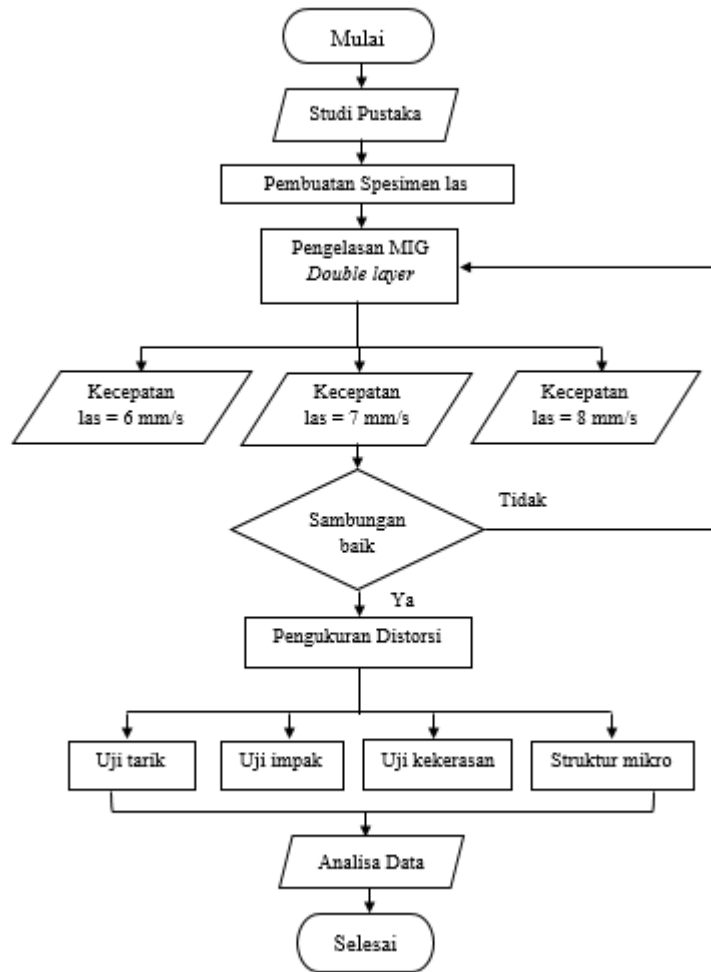 Mulai
Studi Pustaka
Pembuatan Spesimen las
Pengelasan MIG
Double layer
Kecepatan
las = 6 mm/s
Kecepatan
las = 7 mm/s
Kecepatan
las = 8 mm/s
Sambungan
baik
Tidak
Ya
Pengukuran Distorsi
Uji tarik
Uji impak
Uji kekerasan
Struktur mikro
Analisa Data
Selesai